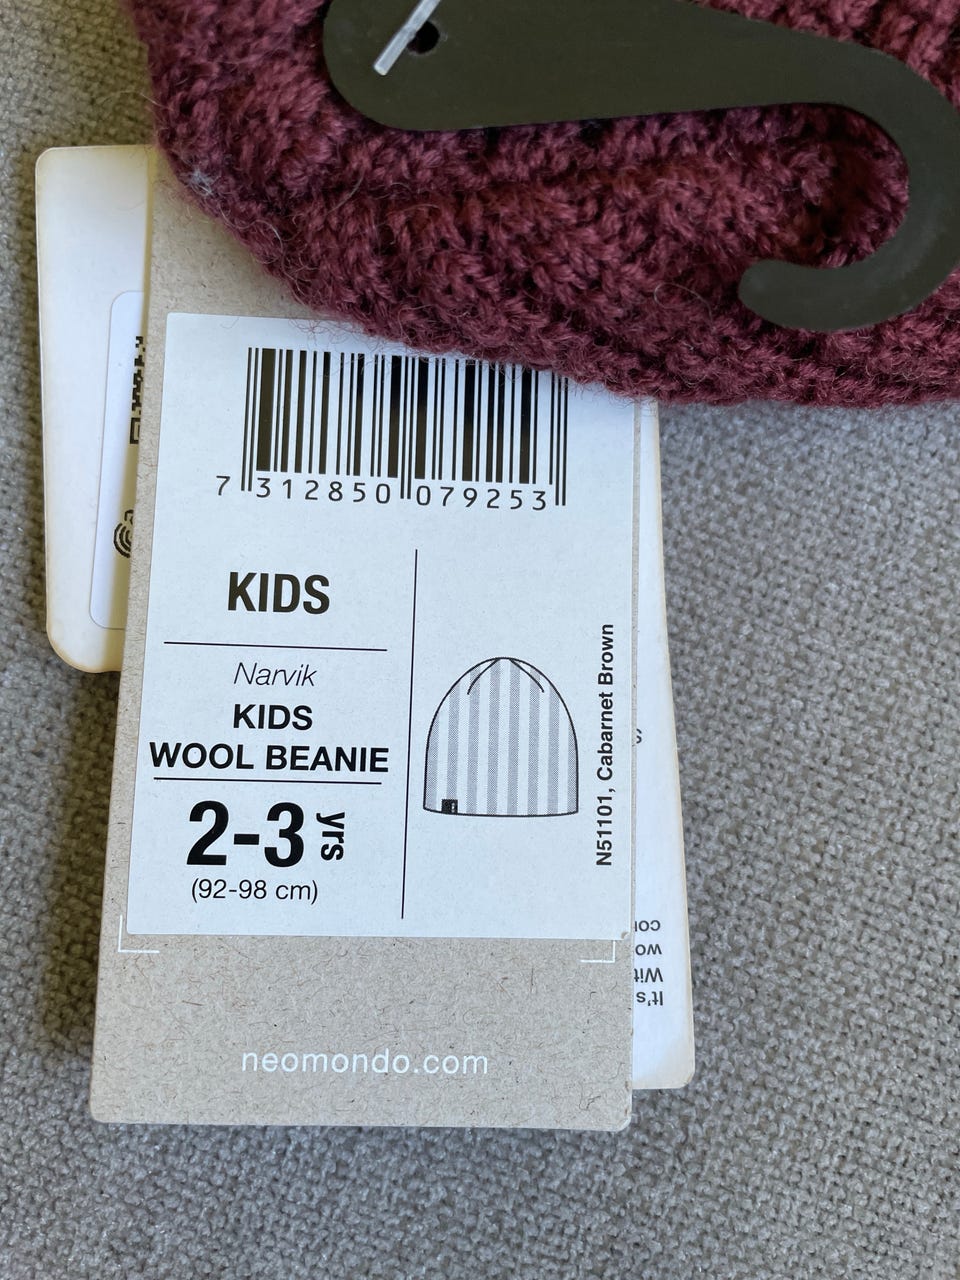 7 312850 079253
KIDS
Narvik
KIDS
WOOL BEANIE
2-3 yrs
(92-98 cm)
N51101, Cabarnet Brown
neomondo.com
It's